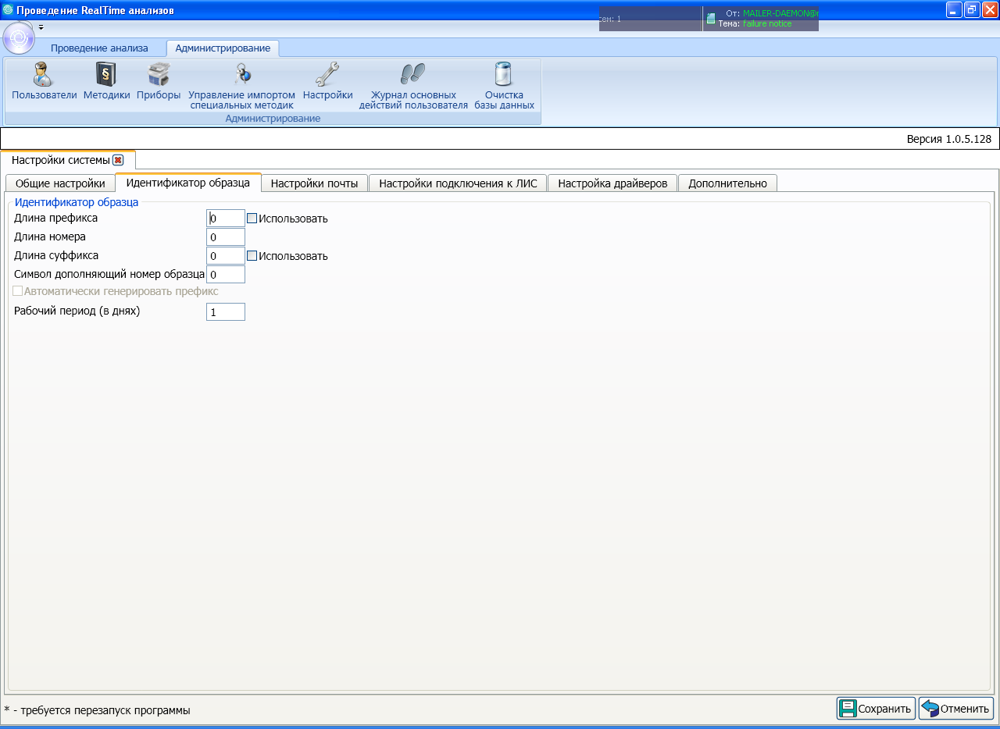 Проведение RealTime анализов
тем: 1
От: MAILER-DAEMON@
Тема: failure notice
Проведение анализа
Администрирование
Пользователи
Методики
Приборы
Управление импортом
специальных методик
Настройки
Журнал основных
действий пользователя
Очистка
базы данных
Администрирование
Версия 1.0.5.128
Настройки системы
Общие настройки
Идентификатор образца
Настройки почты
Настройки подключения к ЛИС
Настройка драйверов
Дополнительно
Идентификатор образца
Длина префикса 0 Использовать
Длина номера 0
Длина суффикса 0 Использовать
Символ дополняющий номер образца 0
Автоматически генерировать префикс
Рабочий период (в днях) 1
* - требуется перезапуск программы
Сохранить
Отменить